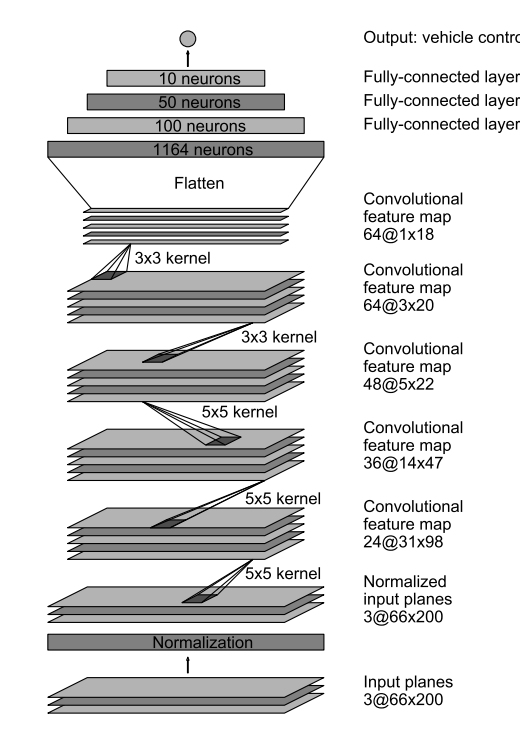 Output: vehicle contro
10 neurons
Fully-connected layer
50 neurons
Fully-connected layer
100 neurons
Fully-connected layer
1164 neurons
Flatten
Convolutional
feature map
64@1x18
3x3 kernel
Convolutional
feature map
64@3x20
3x3 kernel
Convolutional
feature map
48@5x22
5x5 kernel
Convolutional
feature map
36@14x47
5x5 kernel
Convolutional
feature map
24@31x98
5x5 kernel
Normalized
input planes
3@66x200
Normalization
Input planes
3@66x200